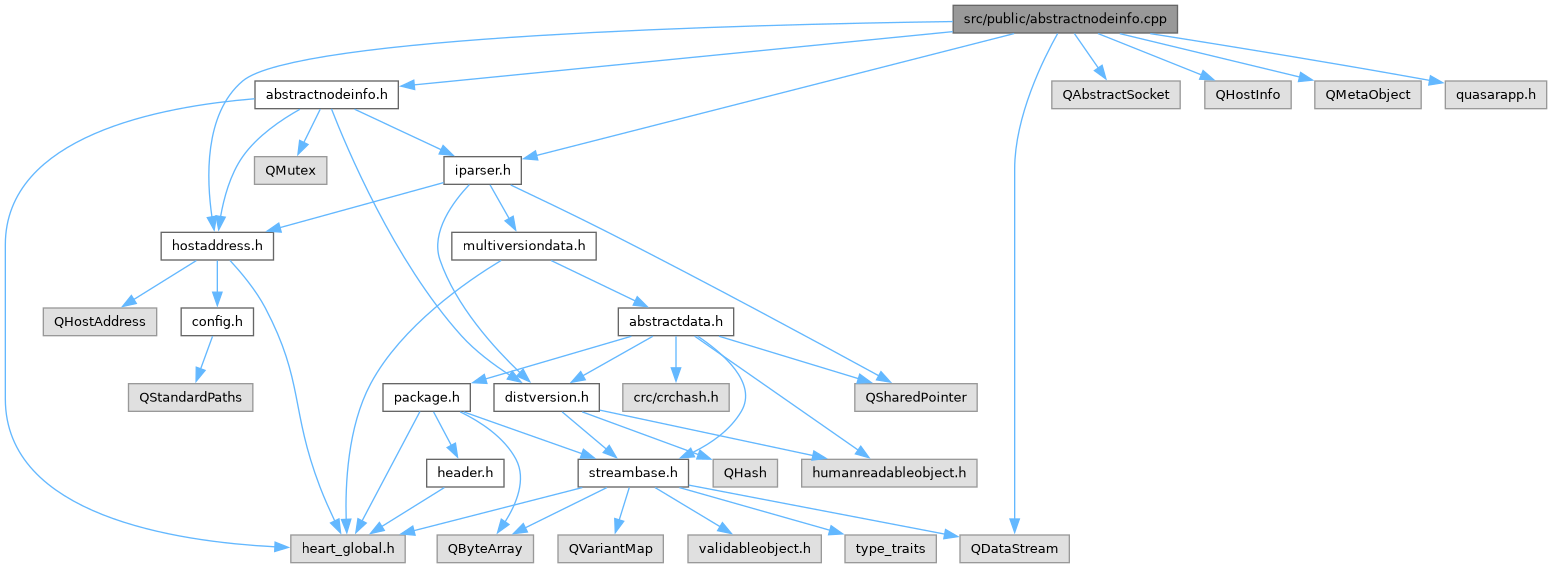 src/public/abstractnodeinfo.cpp
abstractnodeinfo.h
QAbstractSocket
QHostInfo
QMetaObject
quasarapp.h
QMutex
iparser.h
hostaddress.h
multiversiondata.h
QHostAddress
config.h
abstractdata.h
QStandardPaths
package.h
distversion.h
crc/crchash.h
QSharedPointer
header.h
streambase.h
QHash
humanreadableobject.h
heart_global.h
QByteArray
QVariantMap
validableobject.h
type_traits
QDataStream